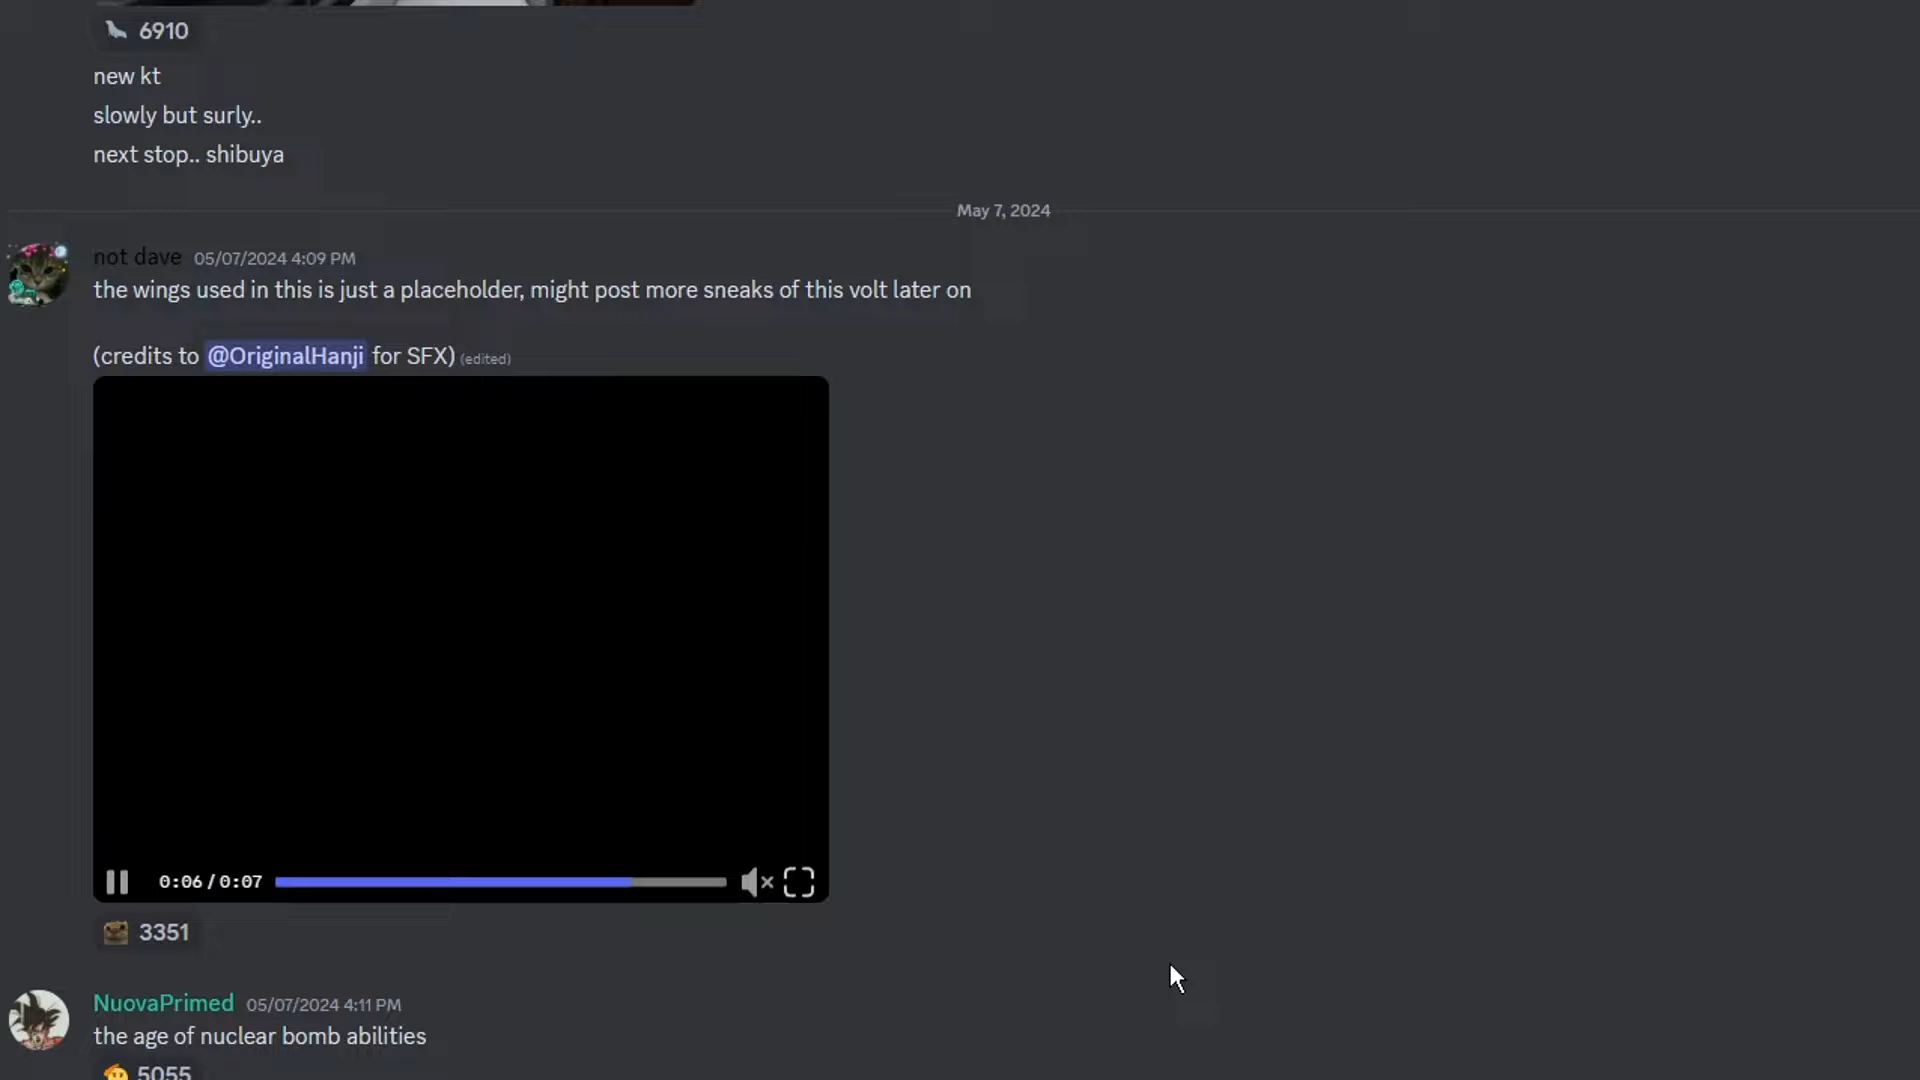 6910
new kt
slowly but surly..
next stop.. shibuya
May 7, 2024
not dave 05/07/2024 4:09 PM
the wings used in this is just a placeholder, might post more sneaks of this volt later on
(credits to @OriginalHanji for SFX) (edited)
0:06 / 0:07
3351
NuovaPrimed 05/07/2024 4:11 PM
the age of nuclear bomb abilities
5055